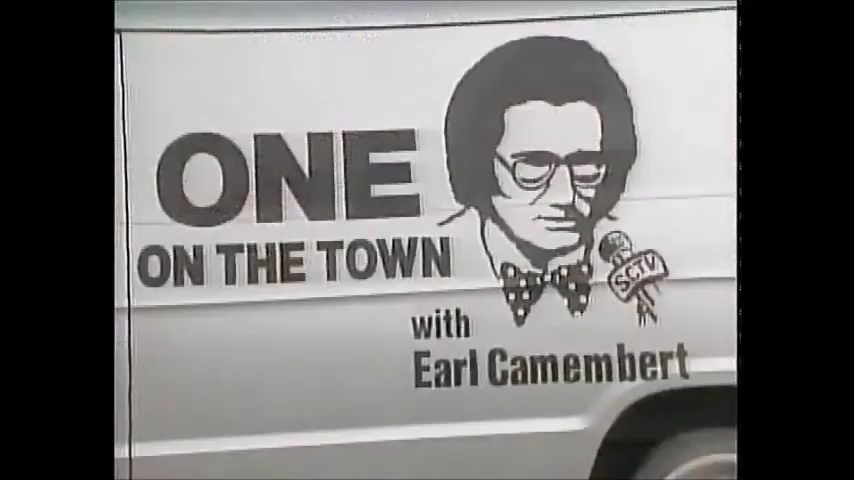 ONE
ON THE TOWN
SCTV
with
Earl Camembert